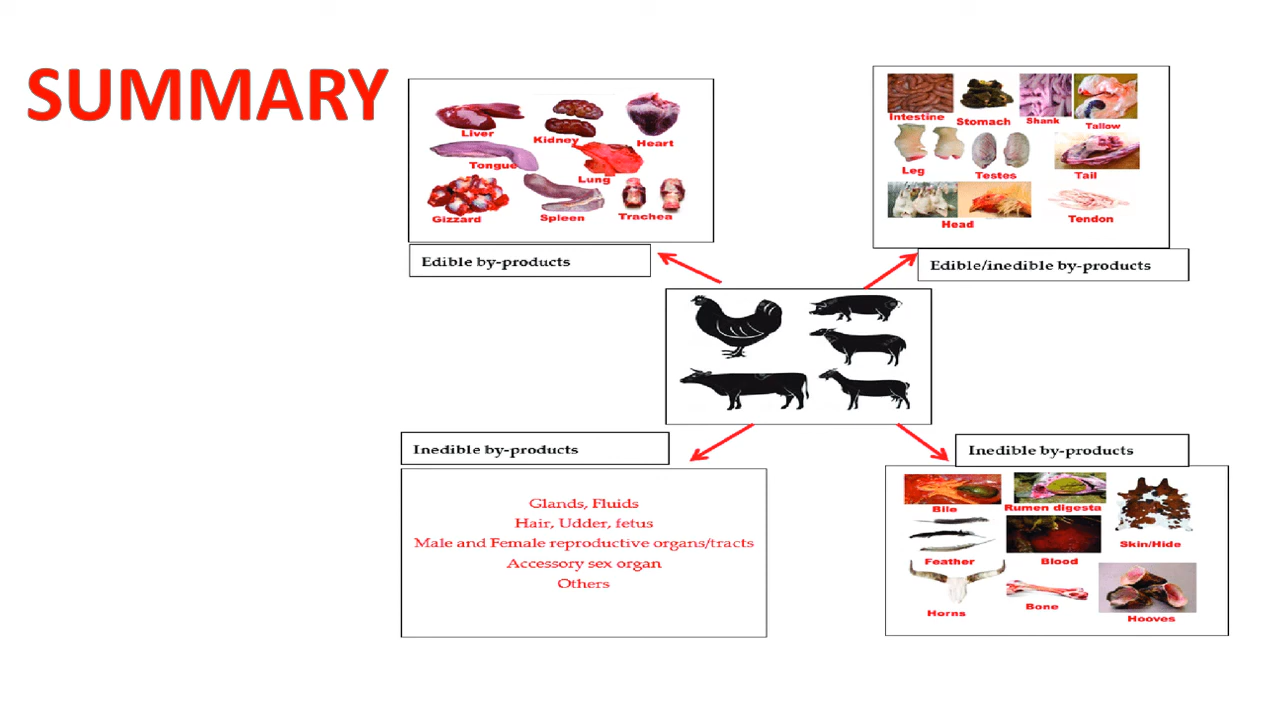 SUMMARY
Liver
Kidney
Heart
Tongue
Lung
Gizzard
Spleen
Trachea
Edible by-products
Intestine
Stomach
Shank
Tallow
Leg
Testes
Tail
Head
Tendon
Edible/inedible by-products
Inedible by-products
Glands, Fluids
Hair, Udder, fetus
Male and Female reproductive organs/tracts
Accessory sex organ
Others
Inedible by-products
Bile
Rumen digesta
Skin/Hide
Feather
Blood
Horns
Bone
Hooves